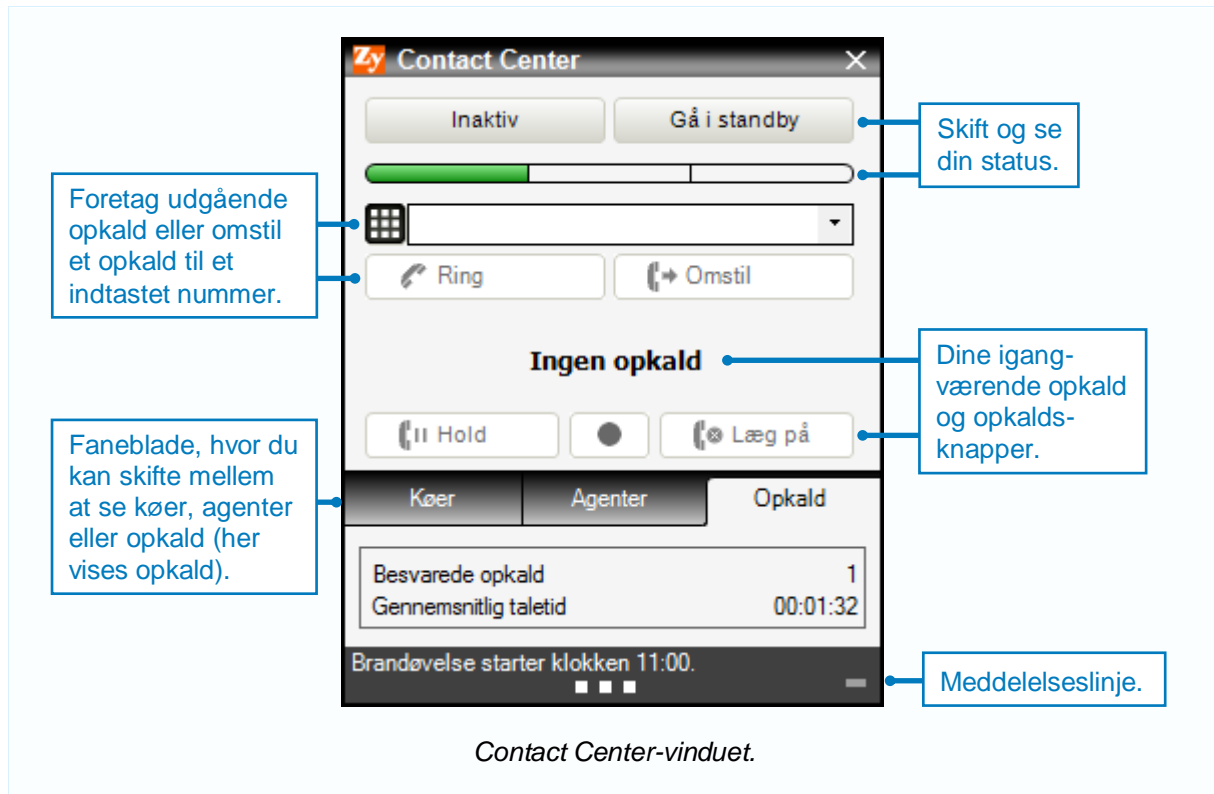 Zy Contact Center
Inaktiv
Gå i standby
Skift og se
din status.
Foretag udgående
opkald eller omstil
et opkald til et
indtastet nummer.
Ring
Omstil
Ingen opkald
Dine igang-
værende opkald
og opkalds-
knapper.
Hold
Læg på
Faneblade, hvor du
kan skifte mellem
at se køer, agenter
eller opkald (her
vises opkald).
Køer
Agenter
Opkald
Besvarede opkald 1
Gennemsnitlig taletid 00:01:32
Brandøvelse starter klokken 11:00.
Meddelelseslinje.
Contact Center-vinduet.